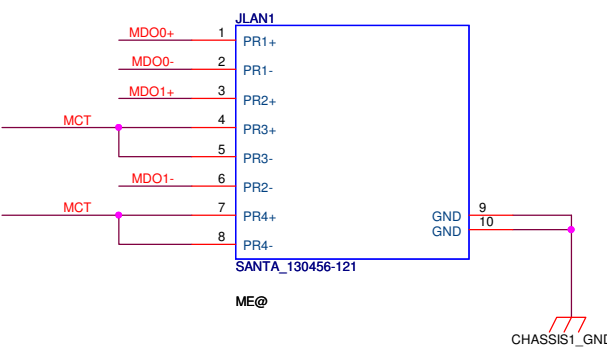 JLAN1
MDO0+ 1 PR1+
MDO0- 2 PR1-
MDO1+ 3 PR2+
MCT 4 PR3+
5 PR3-
MDO1- 6 PR2-
MCT 7 PR4+ GND 9
8 PR4- GND 10
SANTA_130456-121
ME@
CHASSIS1_GND